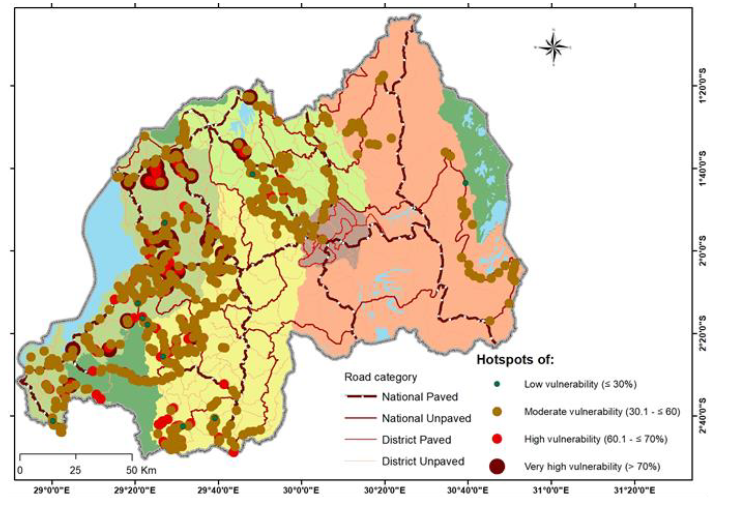 1°20'0"S
1°40'0"S
2°0'0"S
2°20'0"S
2°40'0"S
Hotspots of:
Road category
National Paved
National Unpaved
District Paved
District Unpaved
Low vulnerability (≤ 30%)
Moderate vulnerability (30.1 - ≤ 60)
High vulnerability (60.1 - ≤ 70%)
Very high vulnerability (> 70%)
0 25 50 Km
29°0'0"E 29°20'0"E 29°40'0"E 30°0'0"E 30°20'0"E 30°40'0"E 31°0'0"E 31°20'0"E